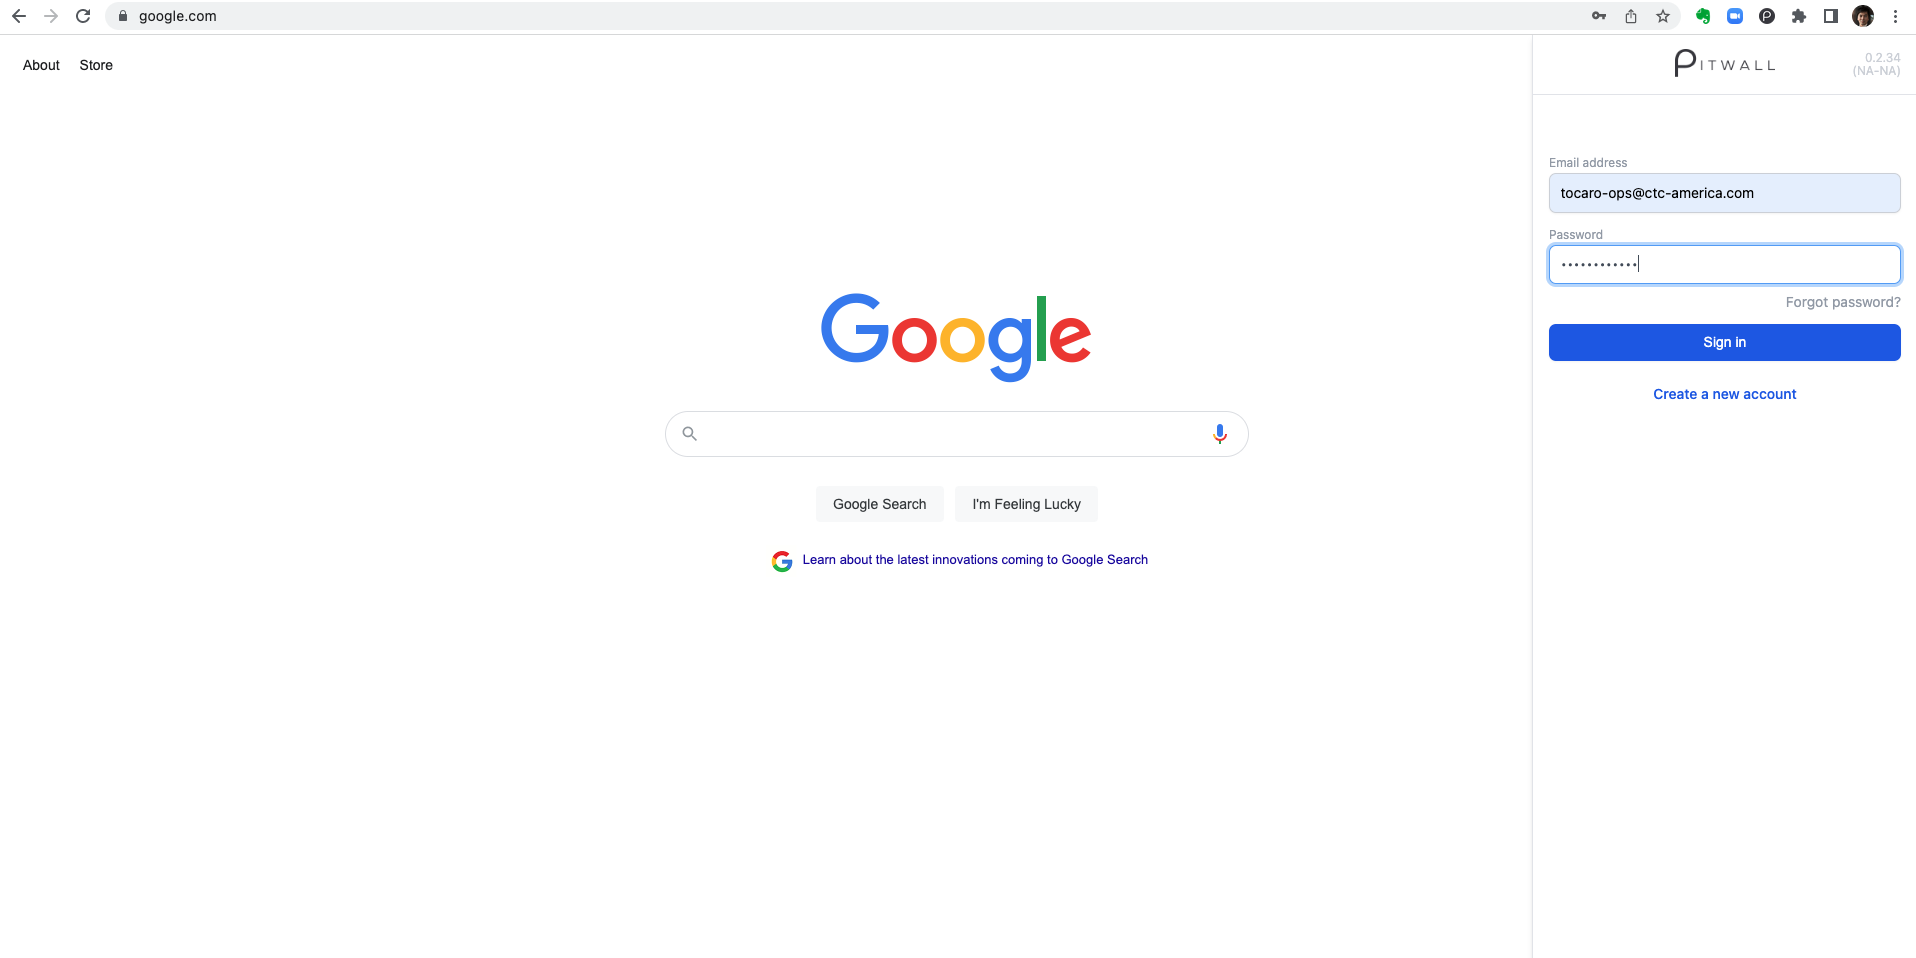 google.com
About Store
Google
Google Search I'm Feeling Lucky
Learn about the latest innovations coming to Google Search
PITWALL
0.2.34
(NA-NA)
Email address
tocaro-ops@ctc-america.com
Password
••••••••••••
Forgot password?
Sign in
Create a new account